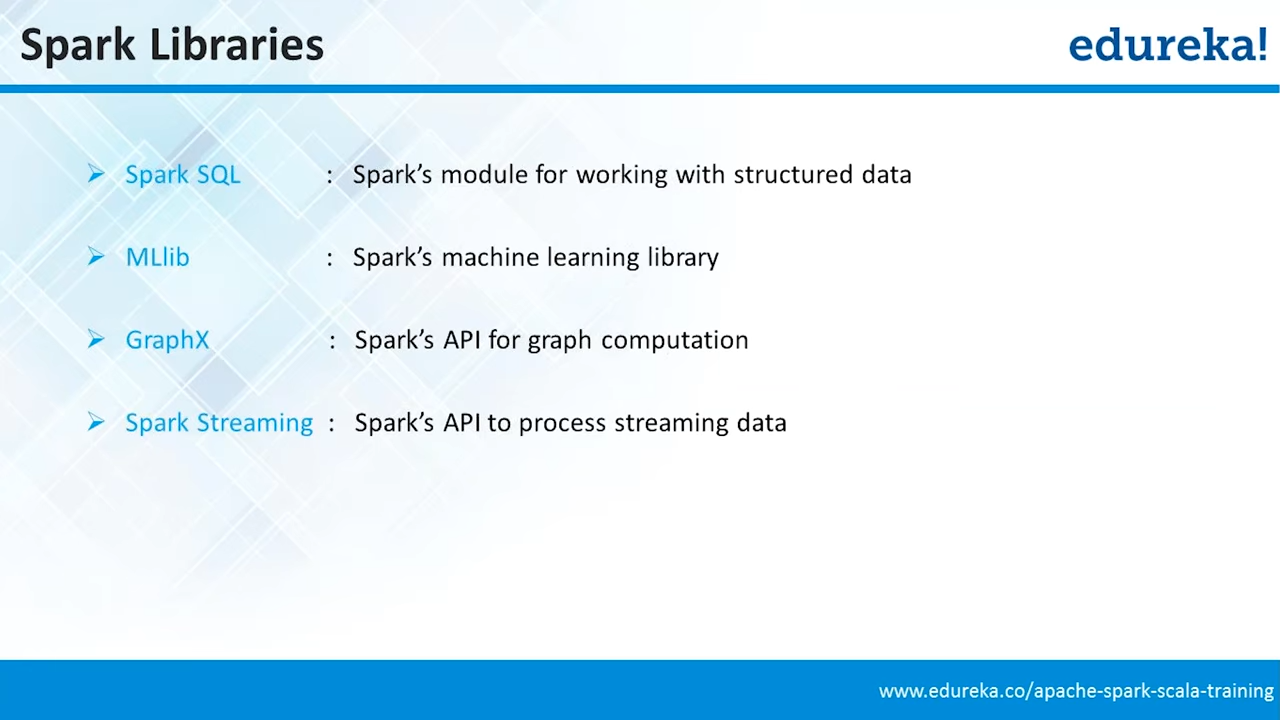 Spark Libraries
edureka!
➢ Spark SQL : Spark’s module for working with structured data
➢ MLlib : Spark’s machine learning library
➢ GraphX : Spark’s API for graph computation
➢ Spark Streaming : Spark’s API to process streaming data
www.edureka.co/apache-spark-scala-training